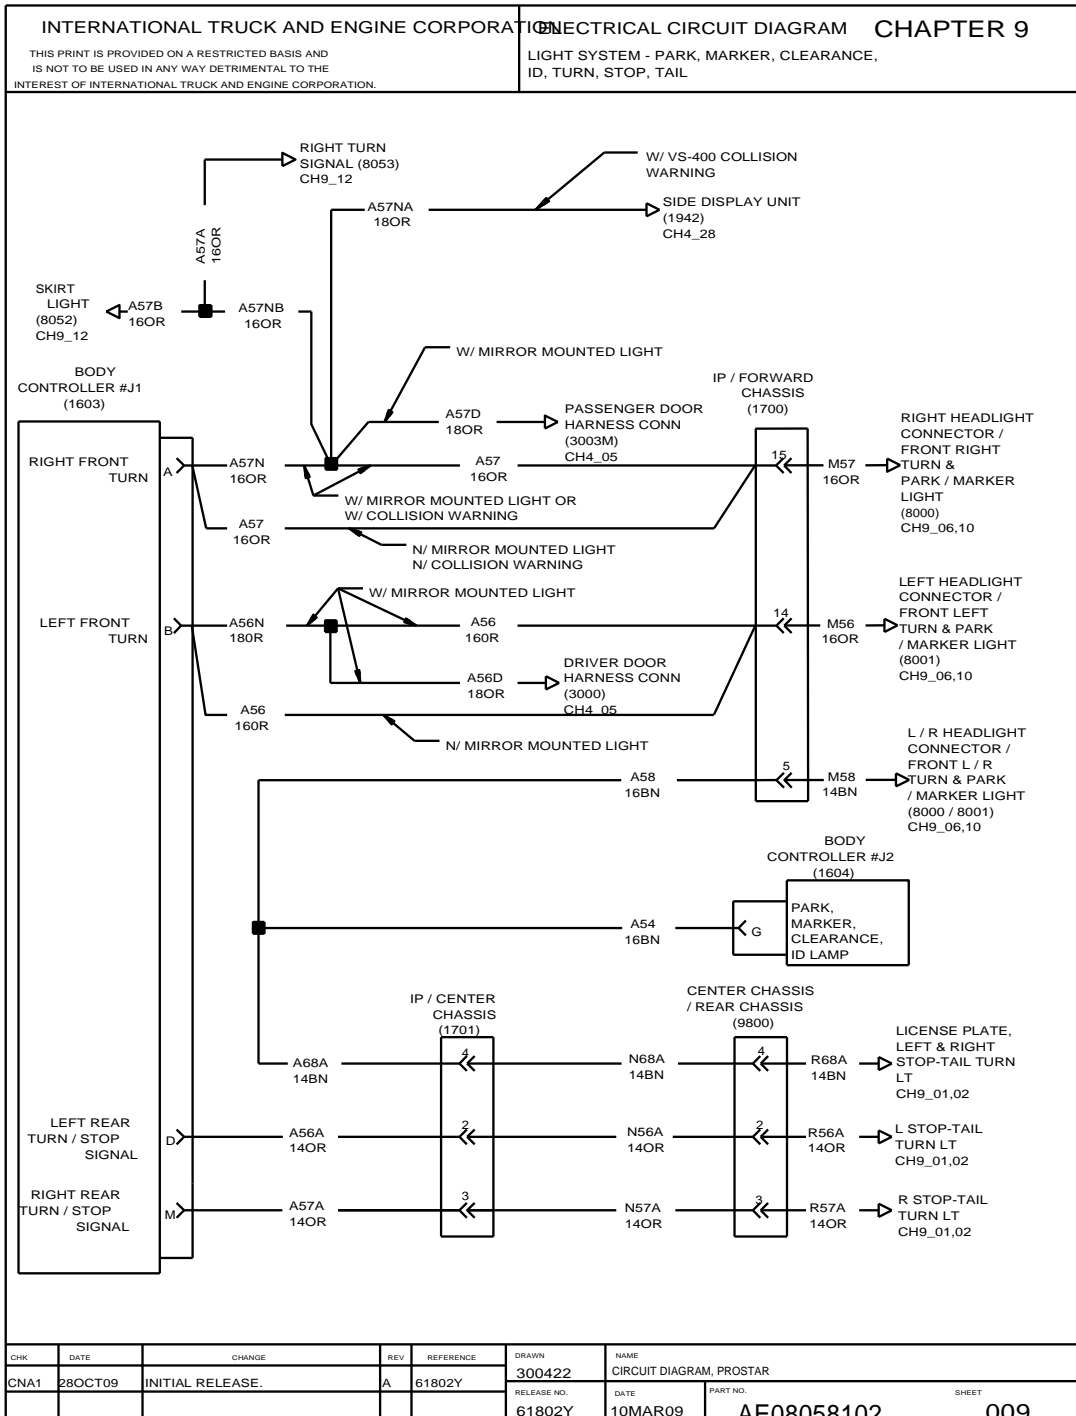 INTERNATIONAL TRUCK AND ENGINE CORPORATION
THIS PRINT IS PROVIDED ON A RESTRICTED BASIS AND
IS NOT TO BE USED IN ANY WAY DETRIMENTAL TO THE
INTEREST OF INTERNATIONAL TRUCK AND ENGINE CORPORATION.
ELECTRICAL CIRCUIT DIAGRAM CHAPTER 9
LIGHT SYSTEM - PARK, MARKER, CLEARANCE,
ID, TURN, STOP, TAIL
RIGHT TURN
SIGNAL (8053)
CH9_12
W/ VS-400 COLLISION
WARNING
A57NA
18OR
SIDE DISPLAY UNIT
(1942)
CH4_28
A57A
16OR
SKIRT
LIGHT
(8052)
CH9_12
A57B
16OR
A57NB
16OR
W/ MIRROR MOUNTED LIGHT
BODY
CONTROLLER #J1
(1603)
IP / FORWARD
CHASSIS
(1700)
A57D
18OR
PASSENGER DOOR
HARNESS CONN
(3003M)
CH4_05
RIGHT FRONT
TURN
A
A57N
16OR
A57
16OR
15
M57
16OR
RIGHT HEADLIGHT
CONNECTOR /
FRONT RIGHT
TURN &
PARK / MARKER
LIGHT
(8000)
CH9_06,10
W/ MIRROR MOUNTED LIGHT OR
W/ COLLISION WARNING
A57
16OR
N/ MIRROR MOUNTED LIGHT
N/ COLLISION WARNING
W/ MIRROR MOUNTED LIGHT
LEFT FRONT
TURN
B
A56N
180R
A56
160R
14
M56
16OR
LEFT HEADLIGHT
CONNECTOR /
FRONT LEFT
TURN & PARK
/ MARKER LIGHT
(8001)
CH9_06,10
A56D
18OR
DRIVER DOOR
HARNESS CONN
(3000)
CH4_05
A56
160R
N/ MIRROR MOUNTED LIGHT
A58
16BN
5
M58
14BN
L / R HEADLIGHT
CONNECTOR /
FRONT L / R
TURN & PARK
/ MARKER LIGHT
(8000 / 8001)
CH9_06,10
BODY
CONTROLLER #J2
(1604)
A54
16BN
G
PARK,
MARKER,
CLEARANCE,
ID LAMP
IP / CENTER
CHASSIS
(1701)
CENTER CHASSIS
/ REAR CHASSIS
(9800)
A68A
14BN
4
N68A
14BN
4
R68A
14BN
LICENSE PLATE,
LEFT & RIGHT
STOP-TAIL TURN
LT
CH9_01,02
LEFT REAR
TURN / STOP
SIGNAL
D
A56A
14OR
2
N56A
14OR
2
R56A
14OR
L STOP-TAIL
TURN LT
CH9_01,02
RIGHT REAR
TURN / STOP
SIGNAL
M
A57A
14OR
3
N57A
14OR
3
R57A
14OR
R STOP-TAIL
TURN LT
CH9_01,02
CHK DATE CHANGE REV REFERENCE
CNA1 28OCT09 INITIAL RELEASE. A 61802Y
DRAWN
300422
NAME
CIRCUIT DIAGRAM, PROSTAR
RELEASE NO.
61802Y
DATE
10MAR09
PART NO.
AE08058102
SHEET
009